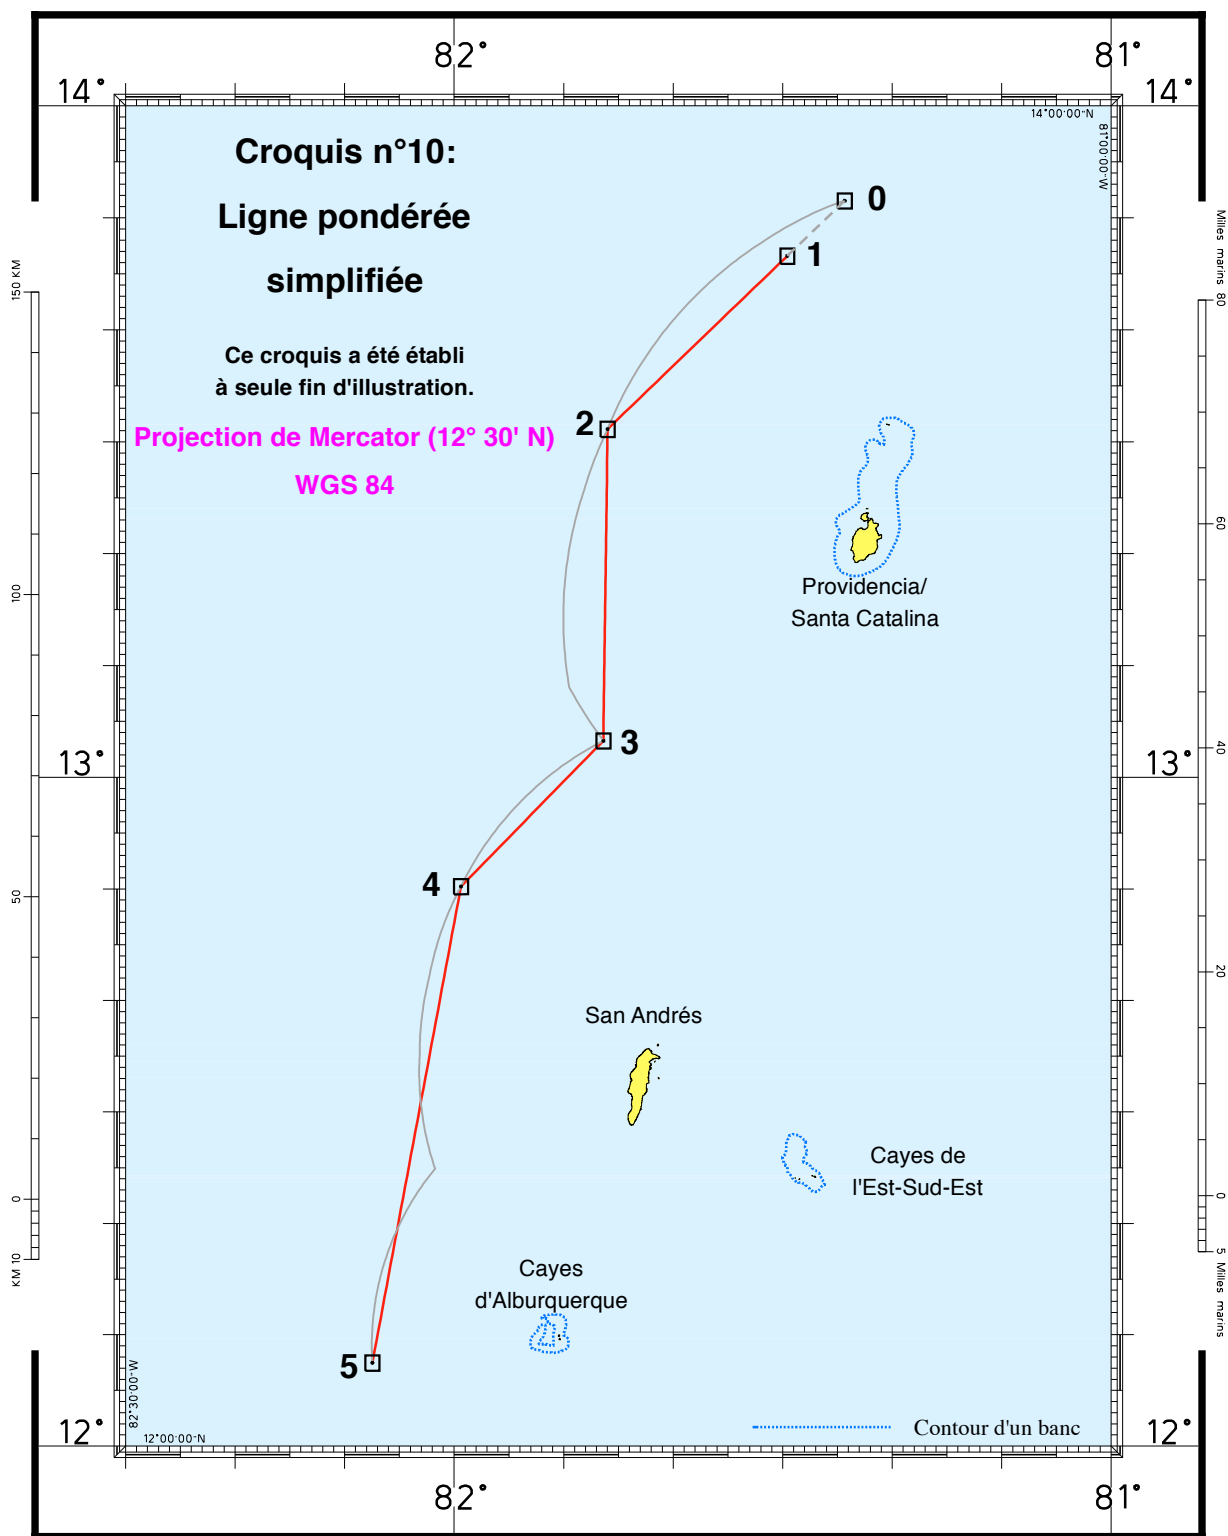 82° 81°
14° 14°
14°00'00"N
81°00'00"W
Croquis n°10:
Ligne pondérée
simplifiée
Ce croquis a été établi
à seule fin d'illustration.
Projection de Mercator (12° 30' N)
WGS 84
0
1
2
3
4
5
Providencia/
Santa Catalina
San Andrés
Cayes de
l'Est-Sud-Est
Cayes
d'Alburquerque
13° 13°
150 KM
100
50
0
KM 10
Milles marins
80
60
40
20
0
5 Milles marins
82°30'00"W
12°00'00"N
Contour d'un banc
12° 12°
82° 81°